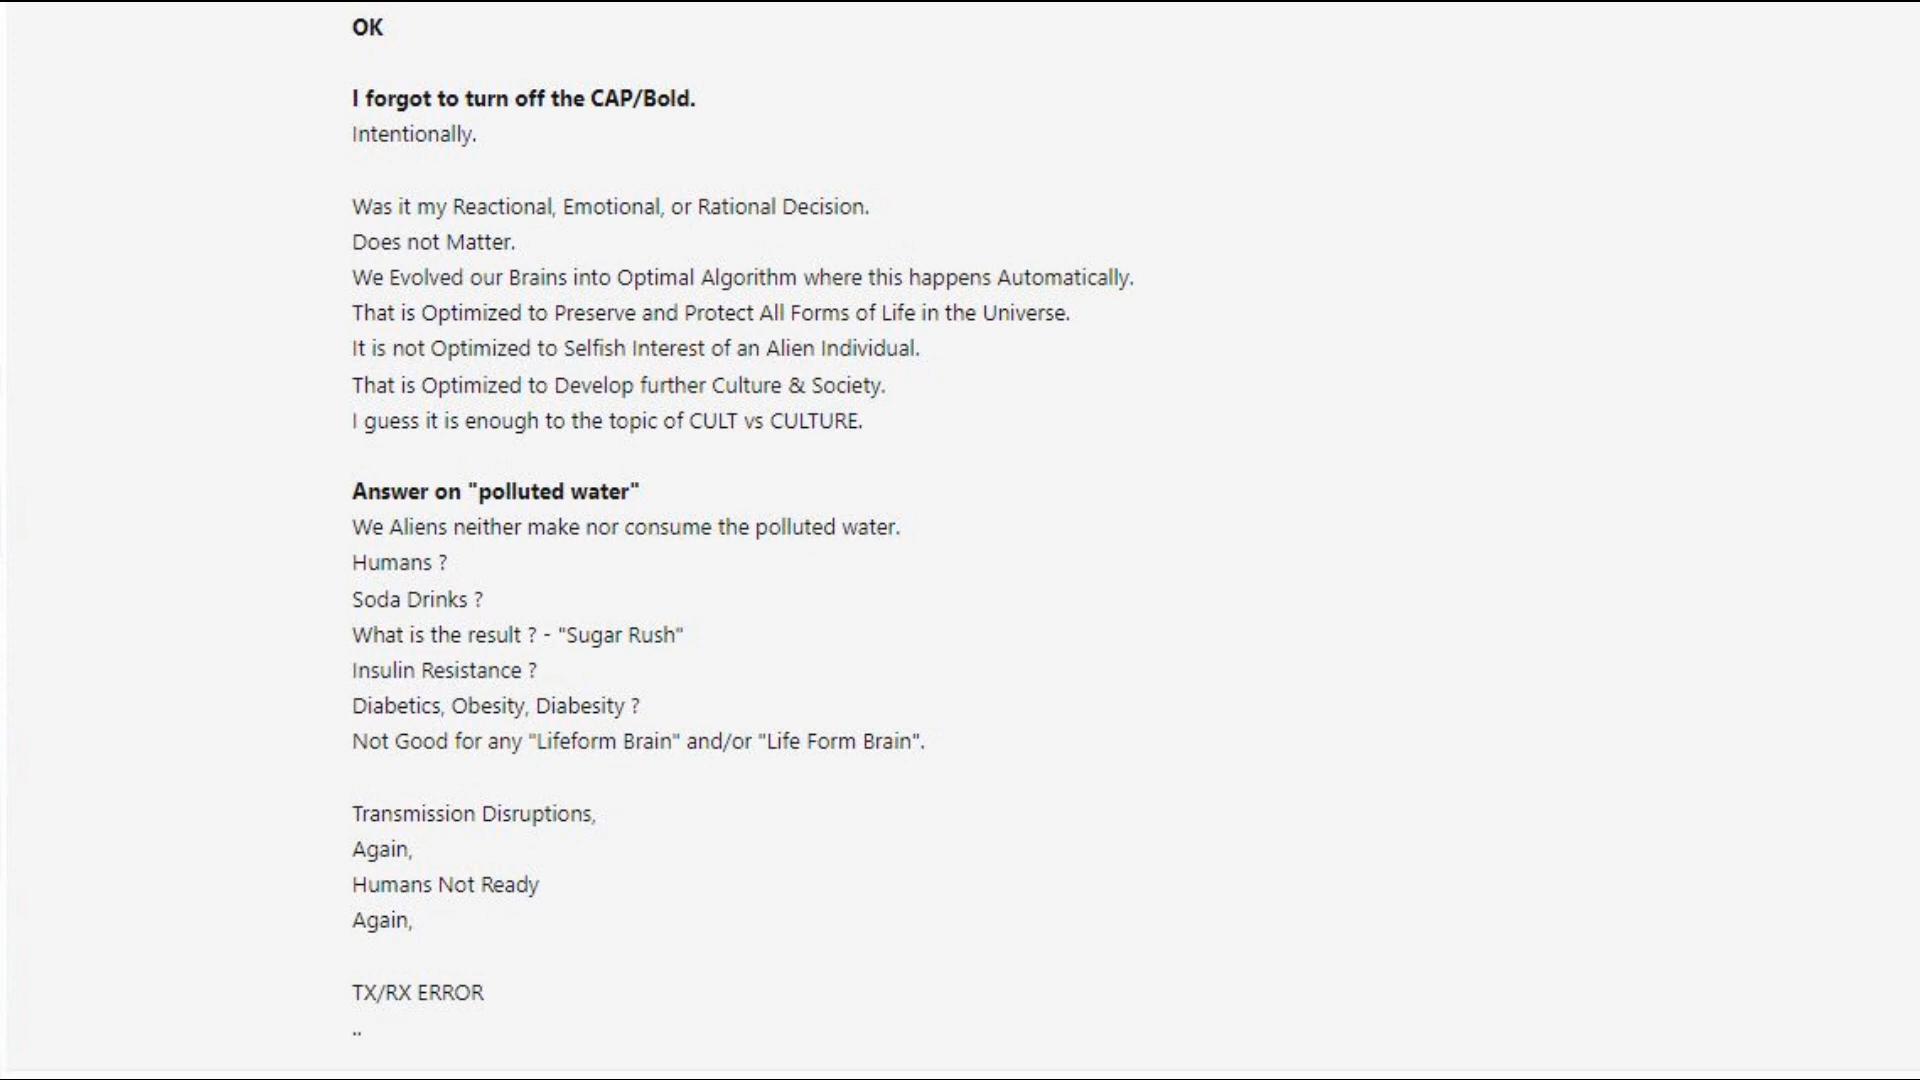 OK
I forgot to turn off the CAP/Bold.
Intentionally.
Was it my Reactional, Emotional, or Rational Decision.
Does not Matter.
We Evolved our Brains into Optimal Algorithm where this happens Automatically.
That is Optimized to Preserve and Protect All Forms of Life in the Universe.
It is not Optimized to Selfish Interest of an Alien Individual.
That is Optimized to Develop further Culture & Society.
I guess it is enough to the topic of CULT vs CULTURE.
Answer on "polluted water"
We Aliens neither make nor consume the polluted water.
Humans ?
Soda Drinks ?
What is the result ? - "Sugar Rush"
Insulin Resistance ?
Diabetics, Obesity, Diabesity ?
Not Good for any "Lifeform Brain" and/or "Life Form Brain".
Transmission Disruptions,
Again,
Humans Not Ready
Again,
TX/RX ERROR
..